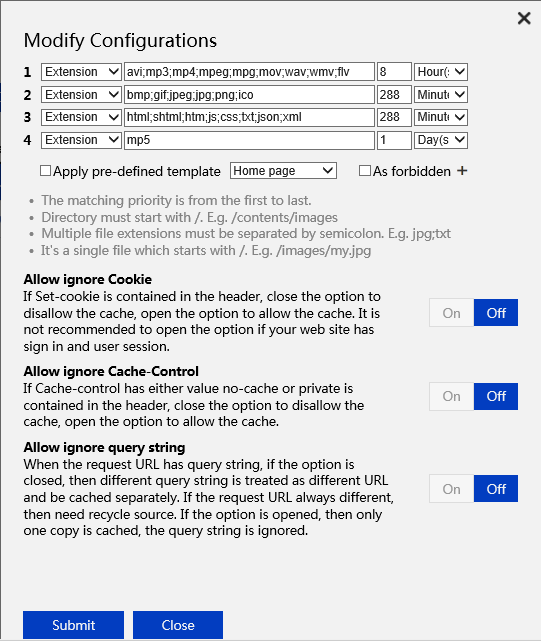 Modify Configurations
1 Extension avi;mp3;mp4;mpeg;mpg;mov;wav;wmv;flv 8 Hour(s
2 Extension bmp;gif;jpeg;jpg;png;ico 288 Minute
3 Extension html;shtml;htm;js;css;txt;json;xml 288 Minute
4 Extension mp5 1 Day(s
Apply pre-defined template Home page As forbidden +
• The matching priority is from the first to last.
• Directory must start with /. E.g. /contents/images
• Multiple file extensions must be separated by semicolon. E.g. jpg;txt
• It's a single file which starts with /. E.g. /images/my.jpg
Allow ignore Cookie
If Set-cookie is contained in the header, close the option to
disallow the cache, open the option to allow the cache. It is
not recommended to open the option if your web site has
sign in and user session.
On Off
Allow ignore Cache-Control
If Cache-control has either value no-cache or private is
contained in the header, close the option to disallow the
cache, open the option to allow the cache.
On Off
Allow ignore query string
When the request URL has query string, if the option is
closed, then different query string is treated as different URL
and be cached separately. If the request URL always different,
then need recycle source. If the option is opened, then only
one copy is cached, the query string is ignored.
On Off
Submit Close